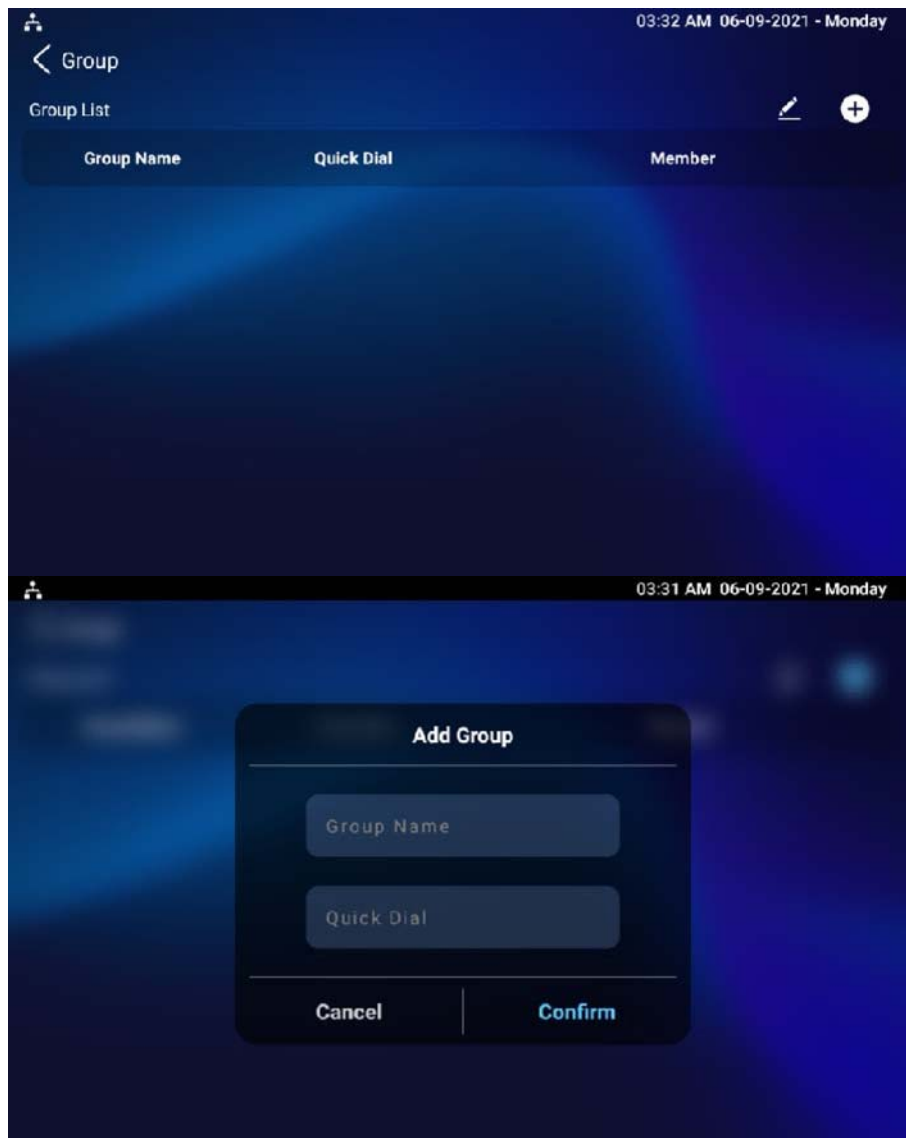 03:32 AM 06-09-2021 - Monday
Group
Group List
Group Name Quick Dial Member
03:31 AM 06-09-2021 - Monday
Add Group
Group Name
Quick Dial
Cancel Confirm